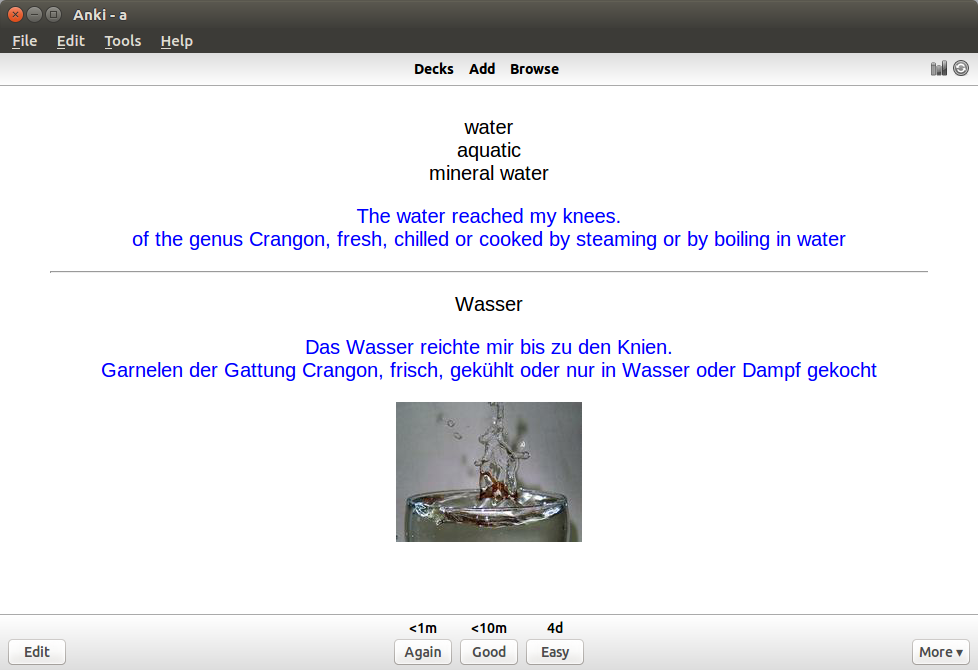 Anki - a
File Edit Tools Help
Decks Add Browse
water
aquatic
mineral water
The water reached my knees.
of the genus Crangon, fresh, chilled or cooked by steaming or by boiling in water
Wasser
Das Wasser reichte mir bis zu den Knien.
Garnelen der Gattung Crangon, frisch, gekühlt oder nur in Wasser oder Dampf gekocht
<1m <10m 4d
Edit Again Good Easy More ▾